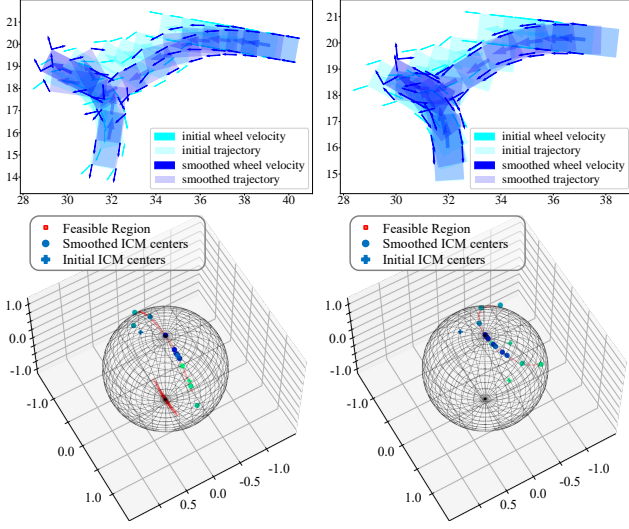 21
20
19
18
17
16
15
14
28 30 32 34 36 38 40
initial wheel velocity
initial trajectory
smoothed wheel velocity
smoothed trajectory
21
20
19
18
17
16
15
28 30 32 34 36 38
initial wheel velocity
initial trajectory
smoothed wheel velocity
smoothed trajectory
Feasible Region
Smoothed ICM centers
Initial ICM centers
1.0
0.0
-1.0
-1.0
0.0
1.0
0.5
0.0
-0.5
-1.0
Feasible Region
Smoothed ICM centers
Initial ICM centers
1.0
0.0
-1.0
-1.0
0.0
1.0
0.5
0.0
-0.5
-1.0